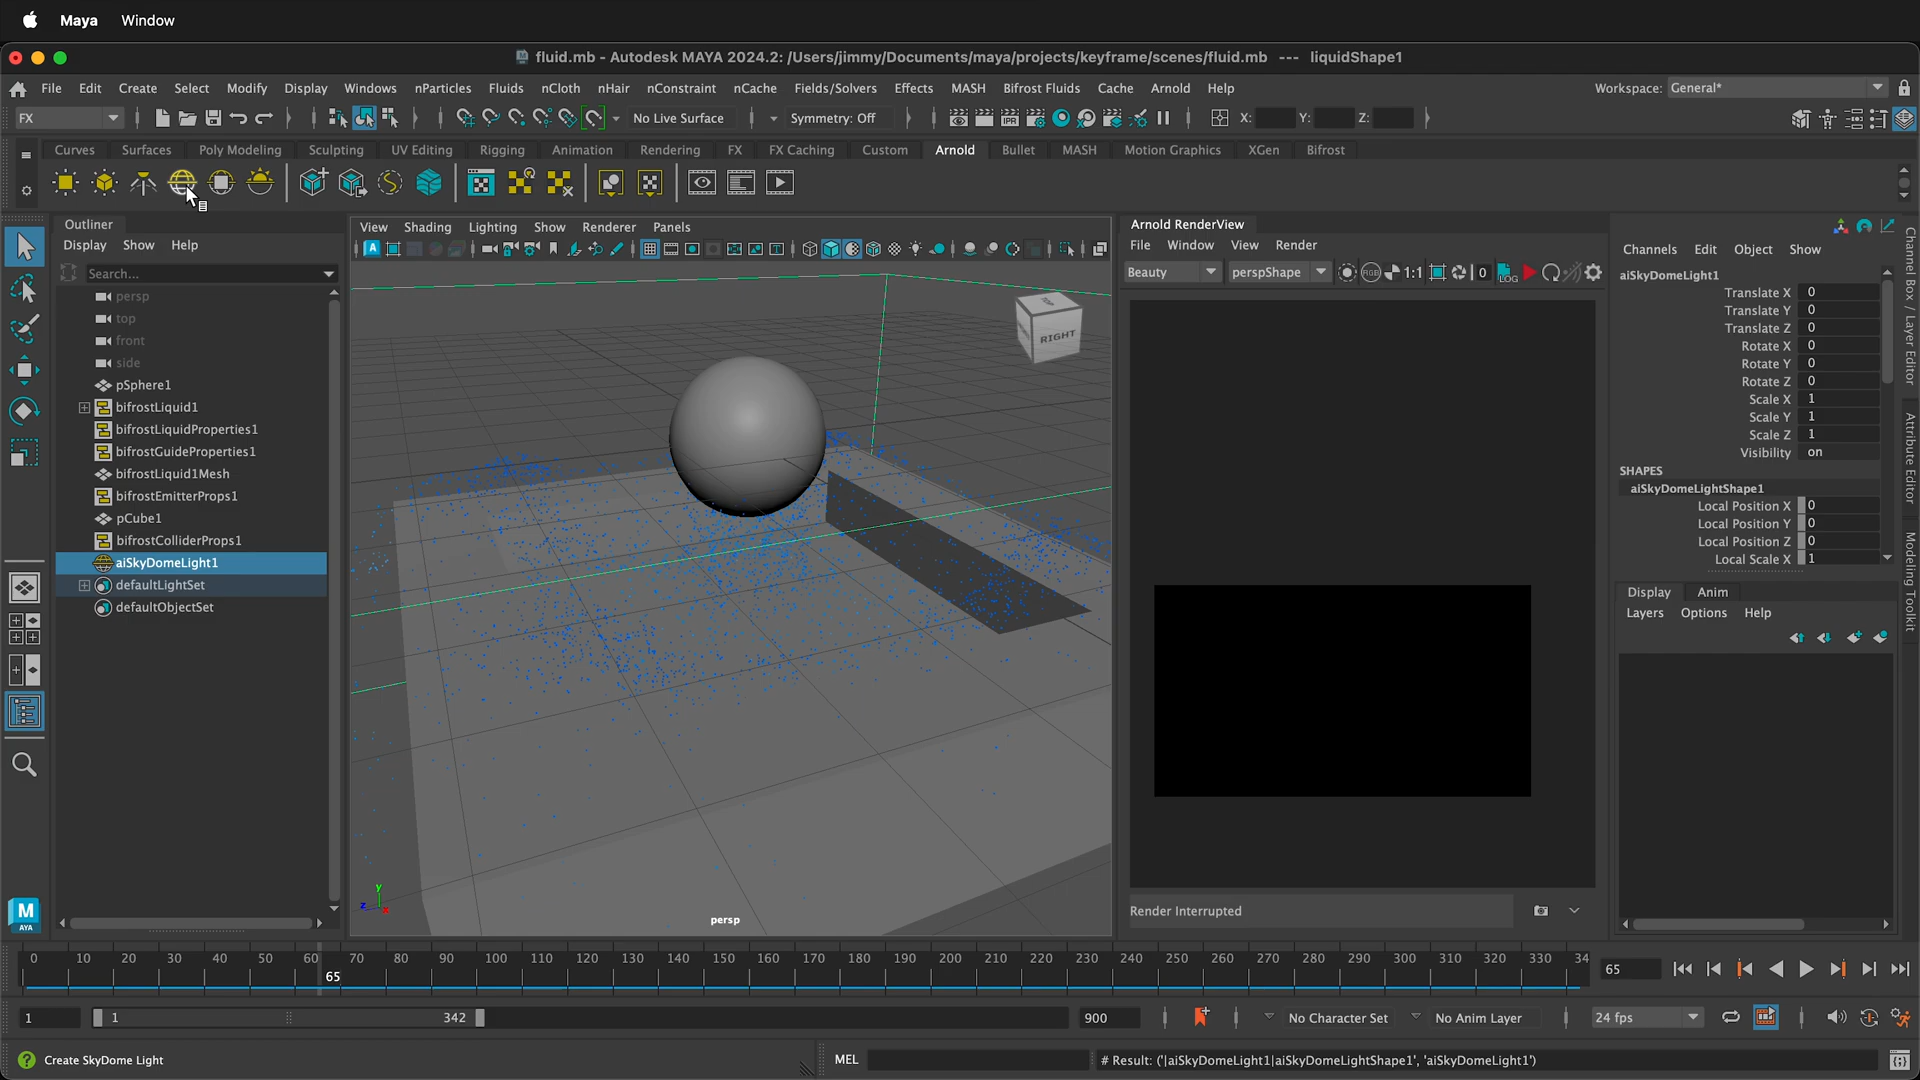 Maya Window
fluid.mb - Autodesk MAYA 2024.2: /Users/jimmy/Documents/maya/projects/keyframe/scenes/fluid.mb --- liquidShape1
File Edit Create Select Modify Display Windows nParticles Fluids nCloth nHair nConstraint nCache Fields/Solvers Effects MASH Bifrost Fluids Cache Arnold Help Workspace: General*
FX No Live Surface Symmetry: Off X: Y: Z:
Curves Surfaces Poly Modeling Sculpting UV Editing Rigging Animation Rendering FX FX Caching Custom Arnold Bullet MASH Motion Graphics XGen Bifrost
Outliner
Display Show Help
Search...
persp
top
front
side
pSphere1
bifrostLiquid1
bifrostLiquidProperties1
bifrostGuideProperties1
bifrostLiquid1Mesh
bifrostEmitterProps1
pCube1
bifrostColliderProps1
aiSkyDomeLight1
defaultLightSet
defaultObjectSet
View Shading Lighting Show Renderer Panels
TOP
RIGHT
y
z
x
persp
Arnold RenderView
File Window View Render
Beauty perspShape RGB 1:1 0 LOG
Render Interrupted
Channels Edit Object Show
aiSkyDomeLight1
Translate X 0
Translate Y 0
Translate Z 0
Rotate X 0
Rotate Y 0
Rotate Z 0
Scale X 1
Scale Y 1
Scale Z 1
Visibility on
SHAPES
aiSkyDomeLightShape1
Local Position X 0
Local Position Y 0
Local Position Z 0
Local Scale X 1
Display Anim
Layers Options Help
Channel Box / Layer Editor
Attribute Editor
Modeling Toolkit
M
AYA
0 10 20 30 40 50 60 70 80 90 100 110 120 130 140 150 160 170 180 190 200 210 220 230 240 250 260 270 280 290 300 310 320 330 34
65
65
1 1 342 900 No Character Set No Anim Layer 24 fps
Create SkyDome Light MEL # Result: ('|aiSkyDomeLight1|aiSkyDomeLightShape1', 'aiSkyDomeLight1')